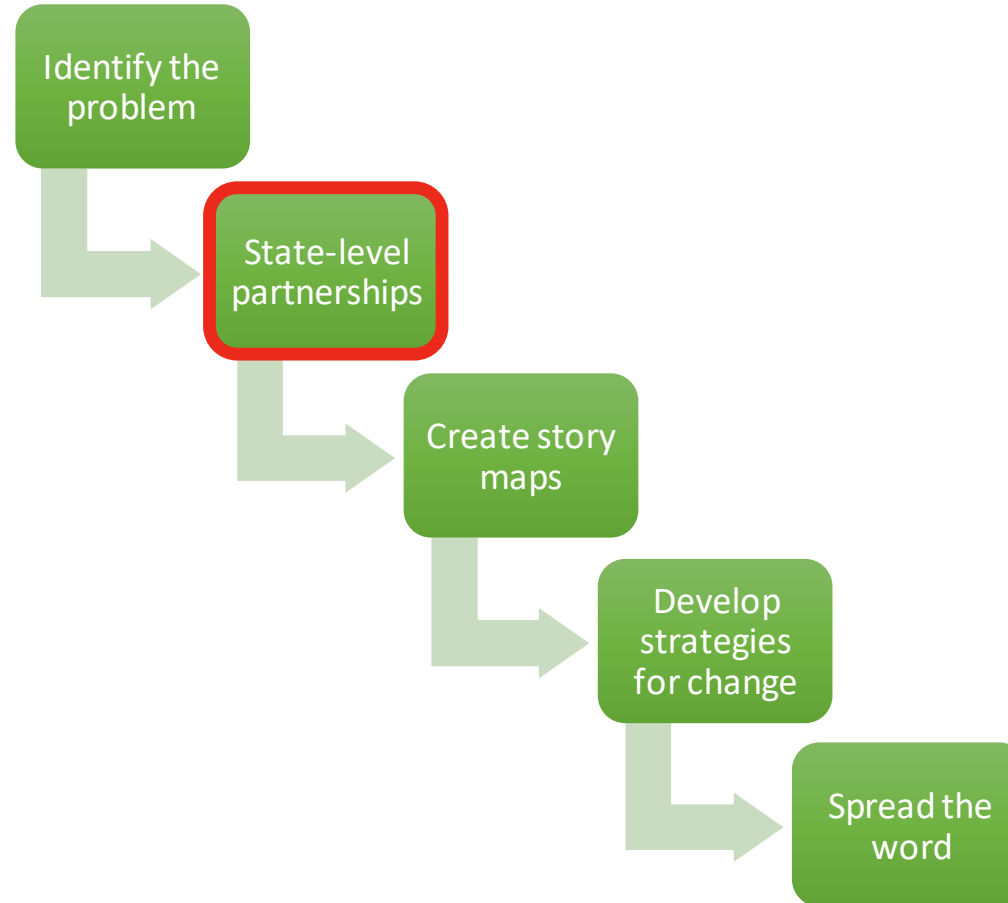 Identify the
problem
State-level
partnerships
Create story
maps
Develop
strategies
for change
Spread the
word